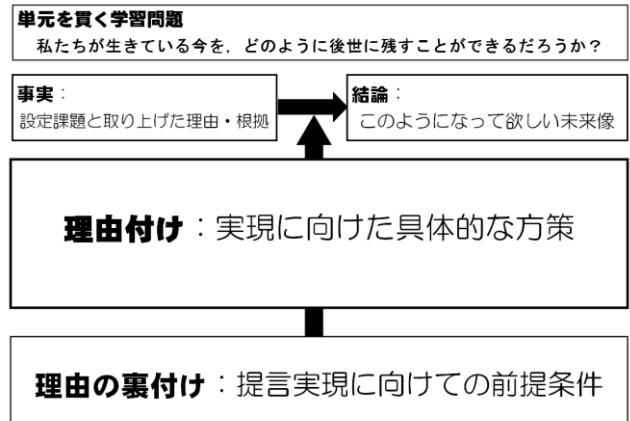 単元を貫く学習問題
私たちが生きている今を，どのように後世に残すことができるだろうか？
事実：
設定課題と取り上げた理由・根拠
結論：
このようになって欲しい未来像
理由付け：実現に向けた具体的な方策
理由の裏付け：提言実現に向けての前提条件